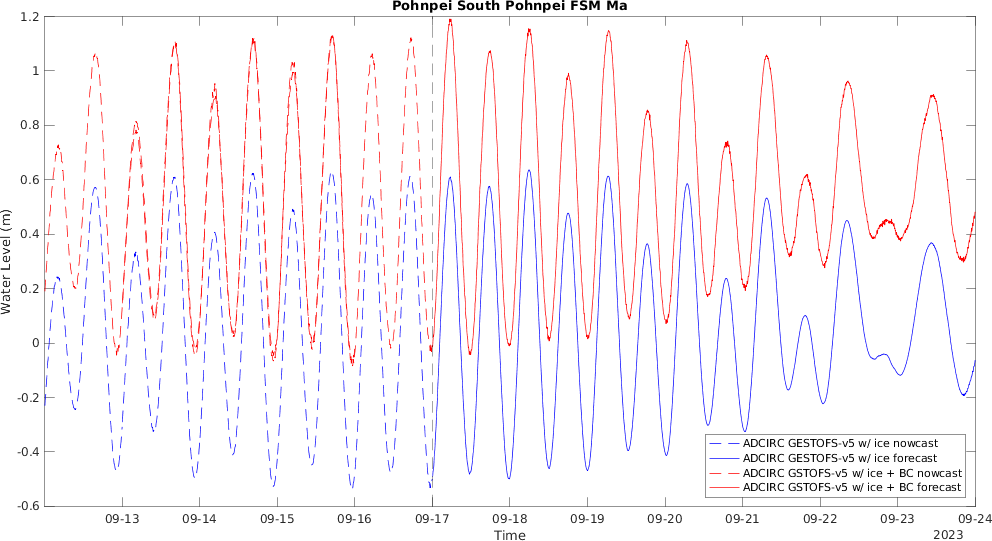 Pohnpei South Pohnpei FSM Ma
Water Level (m)
1.2
1
0.8
0.6
0.4
0.2
0
-0.2
-0.4
-0.6
ADCIRC GESTOFS-v5 w/ ice nowcast
ADCIRC GESTOFS-v5 w/ ice forecast
ADCIRC GSTOFS-v5 w/ ice + BC nowcast
ADCIRC GSTOFS-v5 w/ ice + BC forecast
09-13 09-14 09-15 09-16 09-17 09-18 09-19 09-20 09-21 09-22 09-23 09-24
Time
2023